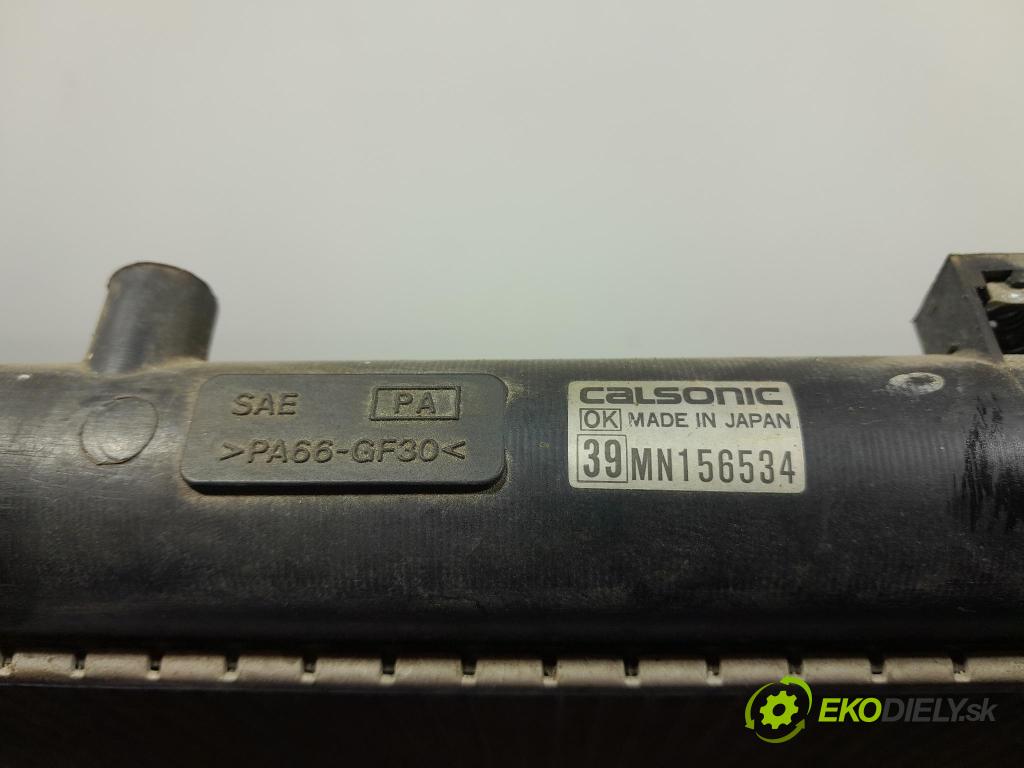 SAE PA
>PA66-GF30<
CALSONIC
OK MADE IN JAPAN
39 MN156534
EKODIELY.sk